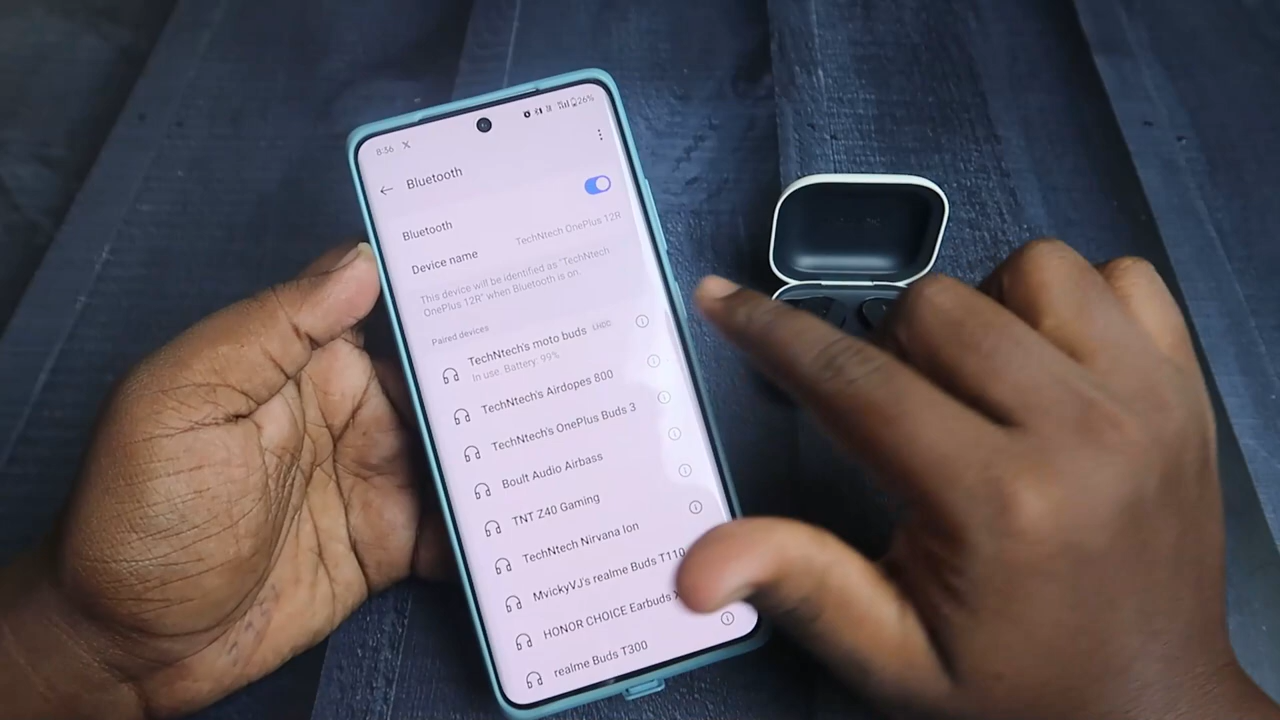 8:36
26%
Bluetooth
Bluetooth
Device name TechNtech OnePlus 12R
This device will be identified as "TechNtech
OnePlus 12R" when Bluetooth is on.
Paired devices
TechNtech's moto buds LHDC
In use. Battery: 99%
TechNtech's Airdopes 800
TechNtech's OnePlus Buds 3
Boult Audio Airbass
TNT Z40 Gaming
TechNtech Nirvana Ion
MvickyVJ's realme Buds T110
HONOR CHOICE Earbuds
realme Buds T300